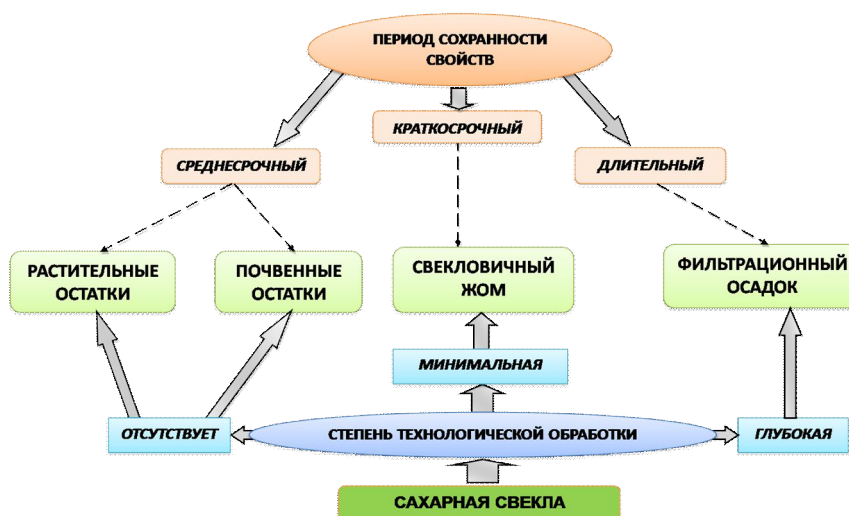 ПЕРИОД СОХРАННОСТИ
СВОЙСТВ
КРАТКОСРОЧНЫЙ
СРЕДНЕСРОЧНЫЙ
ДЛИТЕЛЬНЫЙ
РАСТИТЕЛЬНЫЕ
ОСТАТКИ
ПОЧВЕННЫЕ
ОСТАТКИ
СВЕКЛОВИЧНЫЙ
ЖОМ
ФИЛЬТРАЦИОННЫЙ
ОСАДОК
МИНИМАЛЬНАЯ
ОТСУТСТВУЕТ
СТЕПЕНЬ ТЕХНОЛОГИЧЕСКОЙ ОБРАБОТКИ
ГЛУБОКАЯ
САХАРНАЯ СВЕКЛА